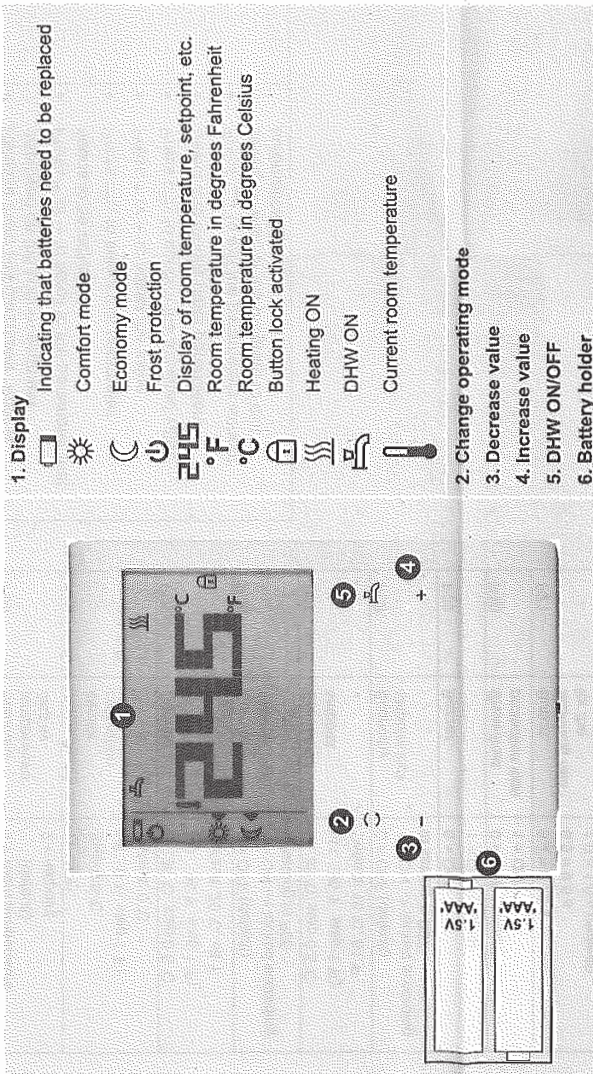 1. Display
Indicating that batteries need to be replaced
Comfort mode
Economy mode
Frost protection
245 Display of room temperature, setpoint, etc.
°F Room temperature in degrees Fahrenheit
°C Room temperature in degrees Celsius
Button lock activated
Heating ON
DHW ON
Current room temperature
2. Change operating mode
3. Decrease value
4. Increase value
5. DHW ON/OFF
6. Battery holder
1
245 °C
°F
2
5
3
-
+
4
6
1.5V
'AAA'
1.5V
'AAA'